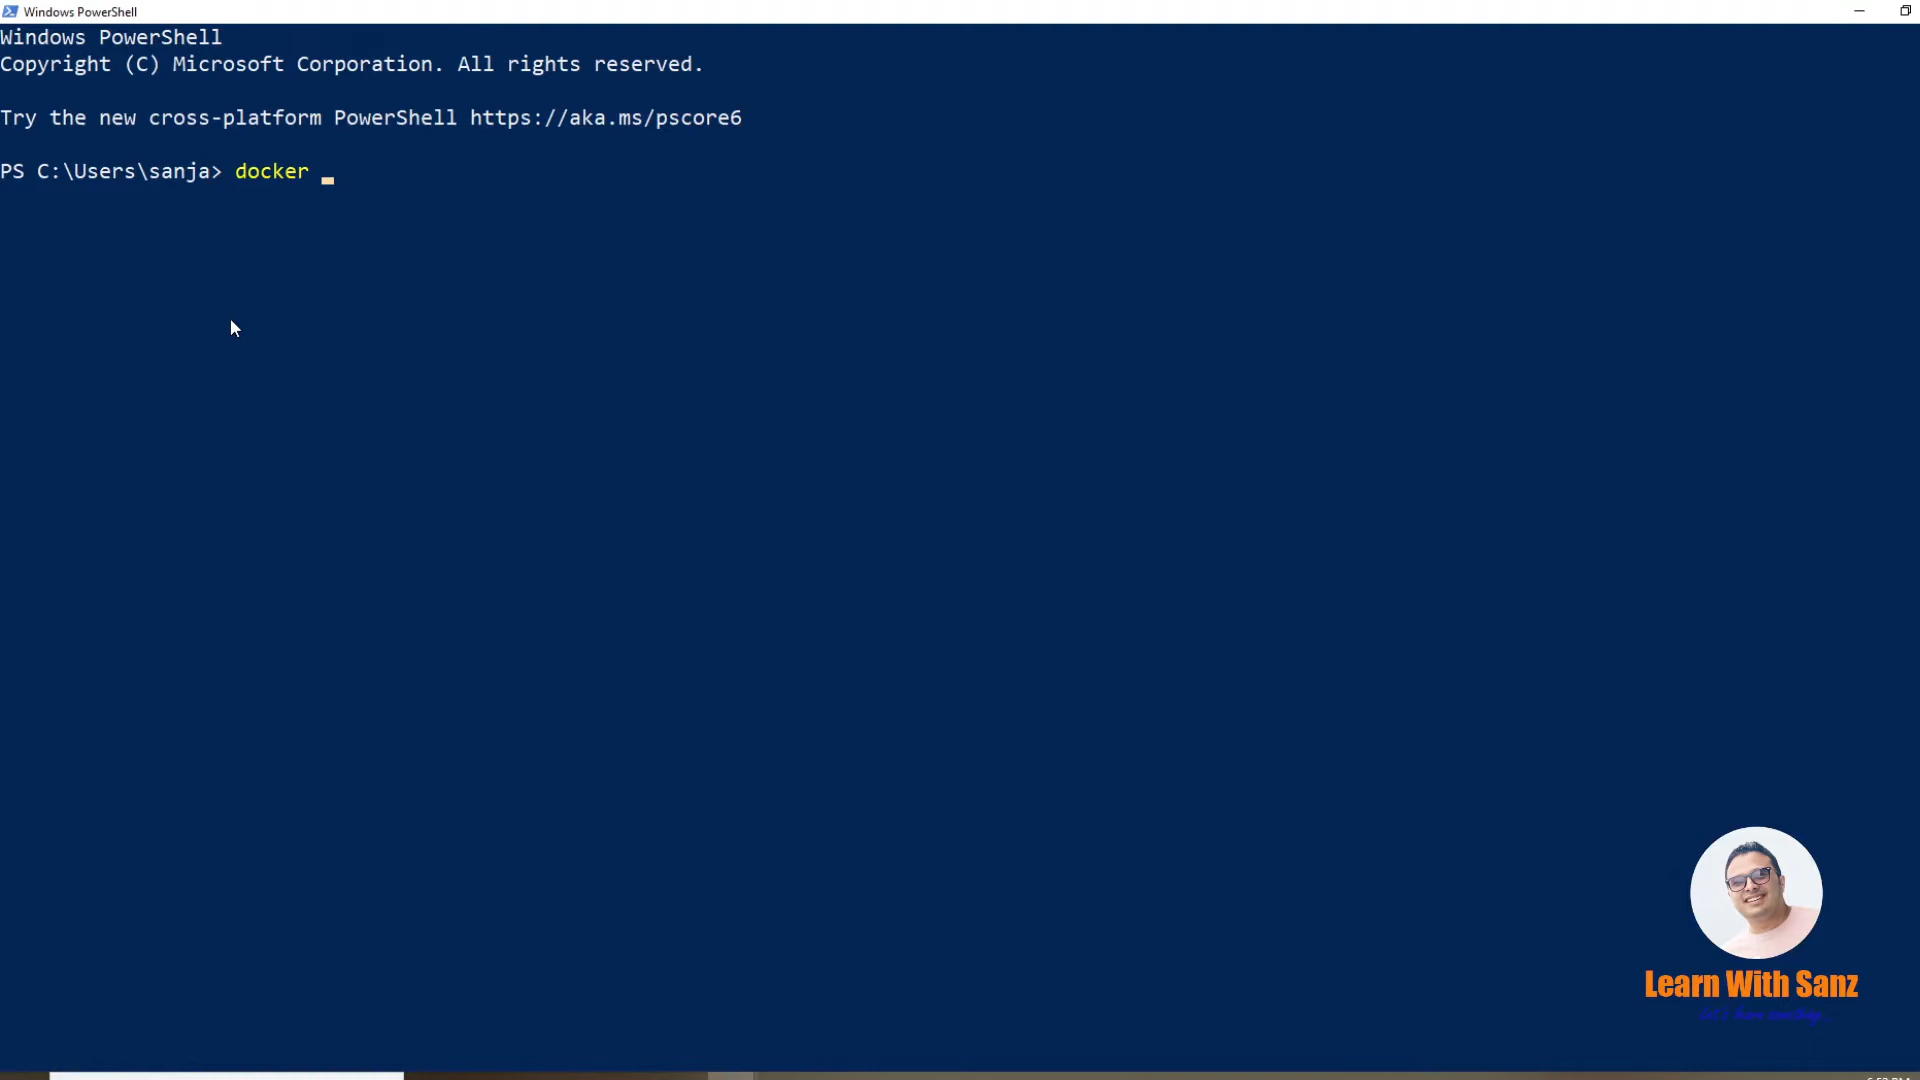 Windows PowerShell
Windows PowerShell
Copyright (C) Microsoft Corporation. All rights reserved.
Try the new cross-platform PowerShell https://aka.ms/pscore6
PS C:\Users\sanja> docker _
Learn With Sanz